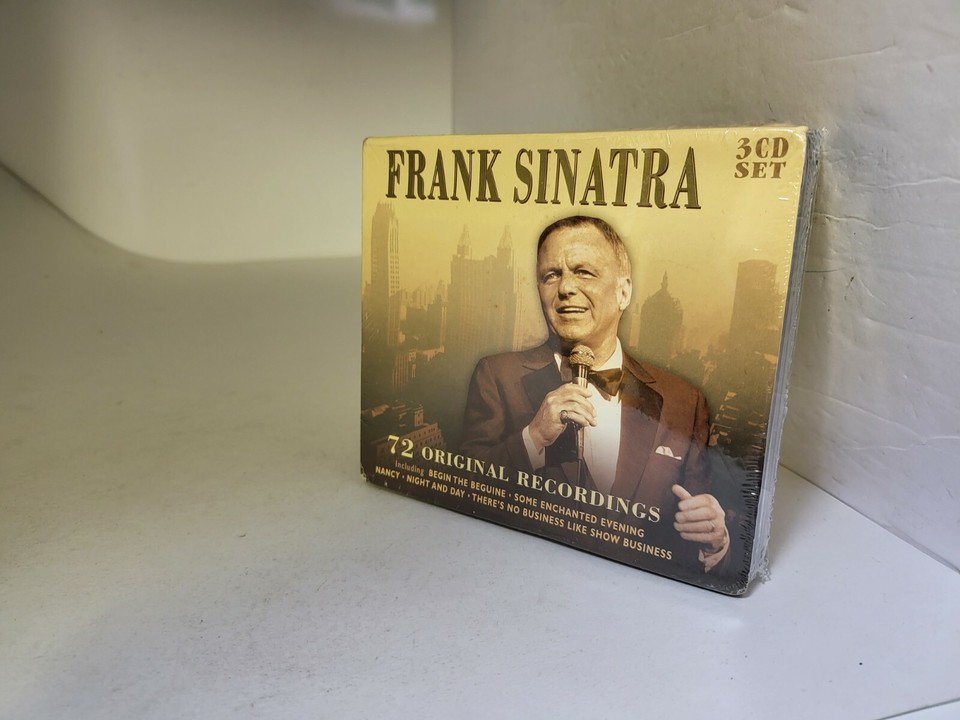 FRANK SINATRA
3CD
SET
72 ORIGINAL RECORDINGS
Including BEGIN THE BEGUINE • SOME ENCHANTED EVENING
NANCY • NIGHT AND DAY • THERE'S NO BUSINESS LIKE SHOW BUSINESS